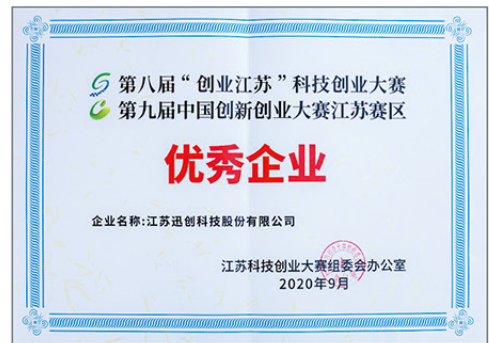 第八届“创业江苏”科技创业大赛
第九届中国创新创业大赛江苏赛区
优秀企业
企业名称:江苏迅创科技股份有限公司
江苏科技创业大赛组委会办公室
2020年9月